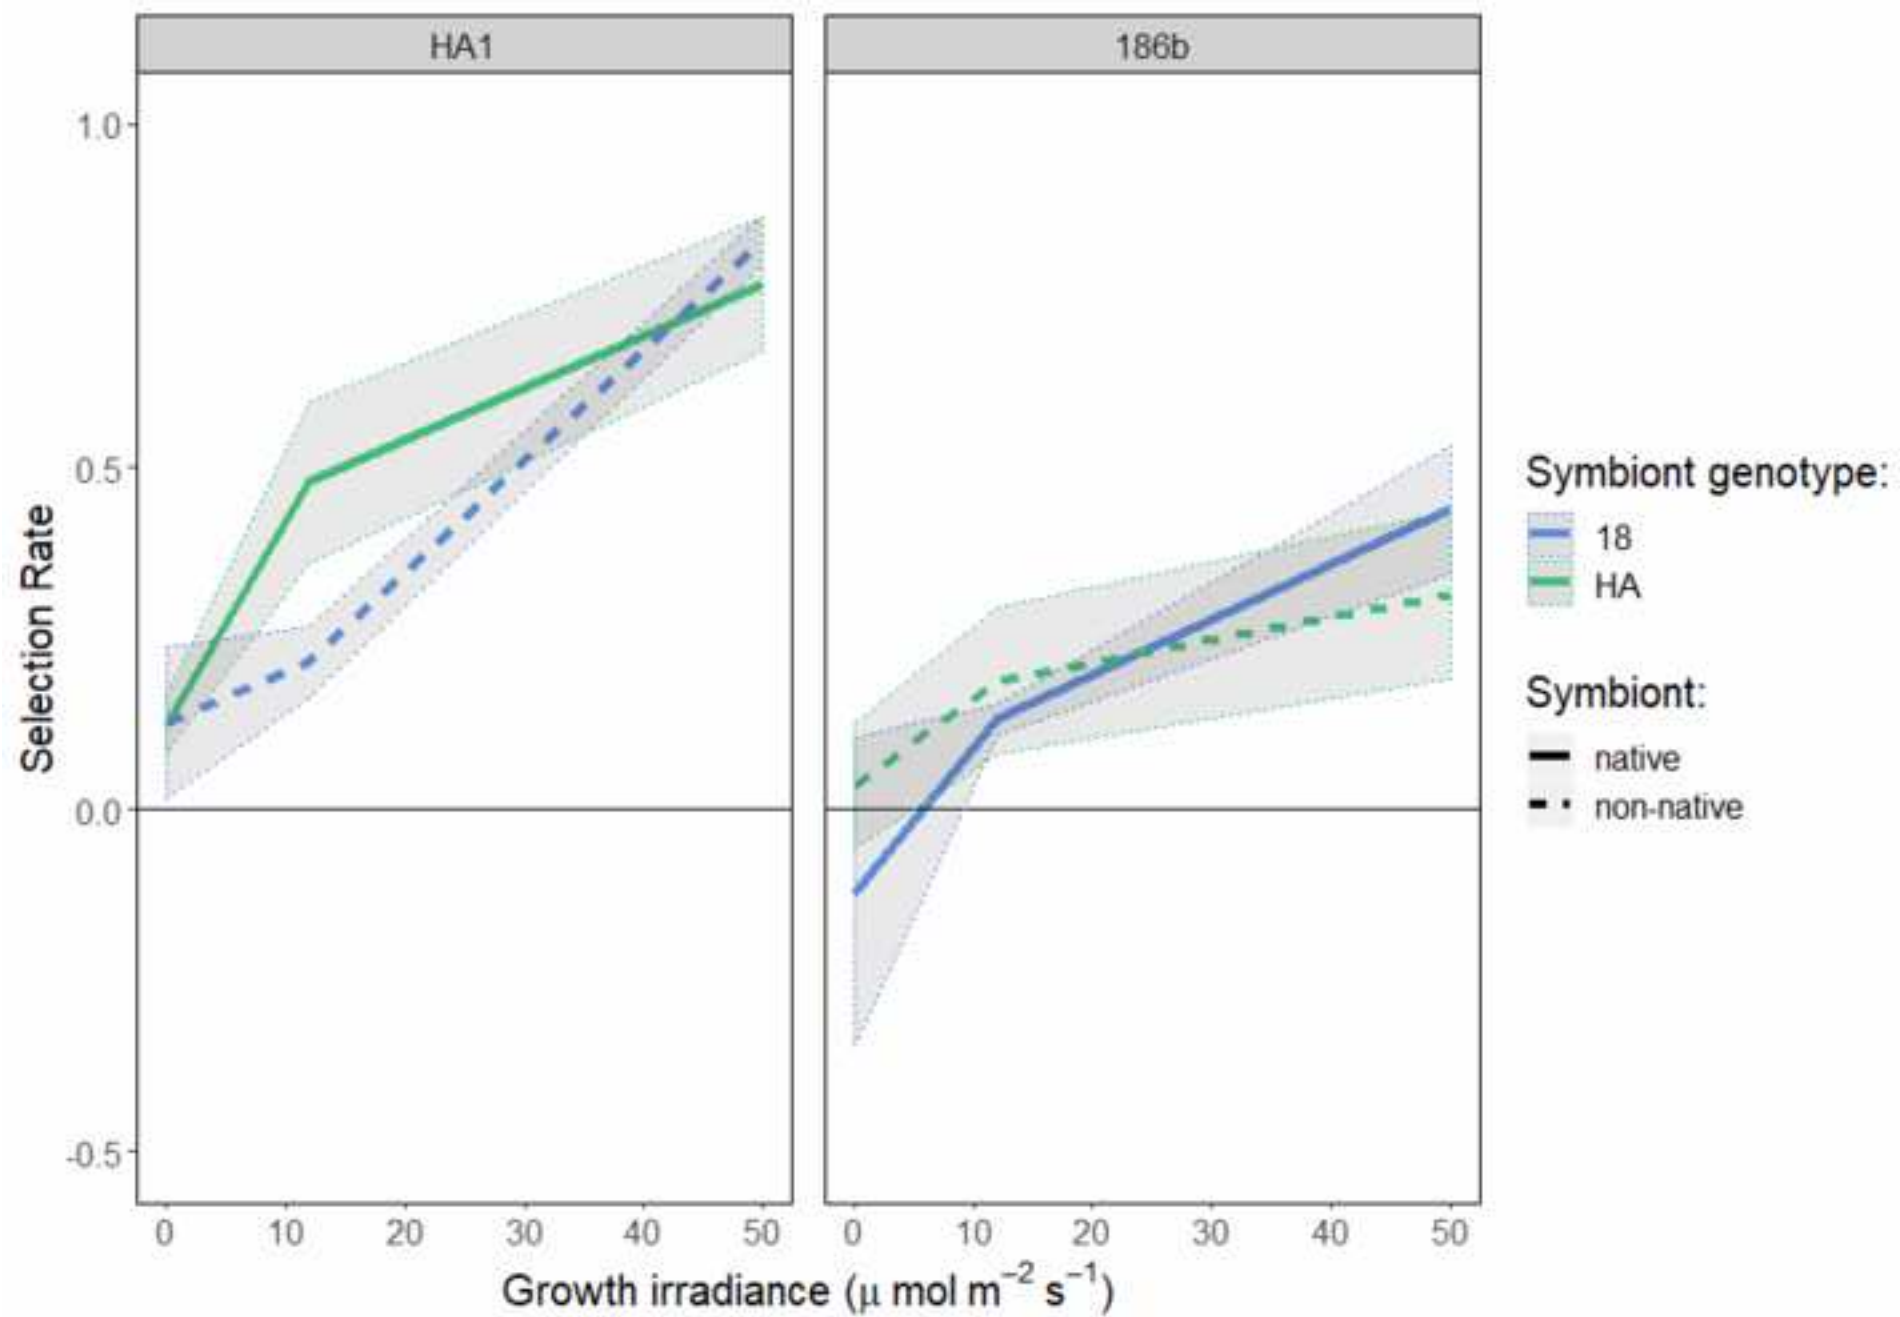 HA1
186b
1.0
0.5
0.0
-0.5
Selection Rate
0 10 20 30 40 50
0 10 20 30 40 50
Growth irradiance (μ mol m⁻² s⁻¹)
Symbiont genotype:
18
HA
Symbiont:
native
non-native